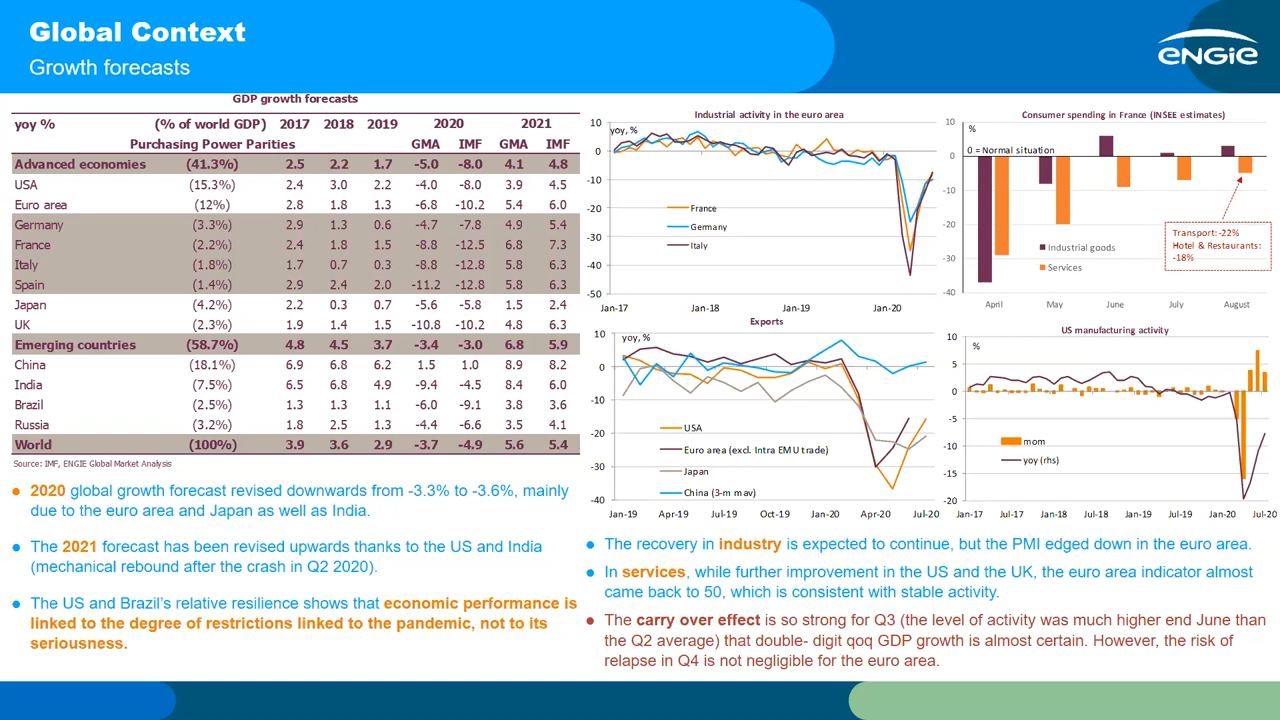 Global Context
Growth forecasts
ENGIE
GDP growth forecasts
yoy % (% of world GDP) 2017 2018 2019 2020 2021
Purchasing Power Parities GMA IMF GMA IMF
Advanced economies (41.3%) 2.5 2.2 1.7 -5.0 -8.0 4.1 4.8
USA (15.3%) 2.4 3.0 2.2 -4.0 -8.0 3.9 4.5
Euro area (12%) 2.8 1.8 1.3 -6.8 -10.2 5.4 6.0
Germany (3.3%) 2.9 1.3 0.6 -4.7 -7.8 4.9 5.4
France (2.2%) 2.4 1.8 1.5 -8.8 -12.5 6.8 7.3
Italy (1.8%) 1.7 0.7 0.3 -8.8 -12.8 5.8 6.3
Spain (1.4%) 2.9 2.4 2.0 -11.2 -12.8 5.8 6.3
Japan (4.2%) 2.2 0.3 0.7 -5.6 -5.8 1.5 2.4
UK (2.3%) 1.9 1.4 1.5 -10.8 -10.2 4.8 6.3
Emerging countries (58.7%) 4.8 4.5 3.7 -3.4 -3.0 6.8 5.9
China (18.1%) 6.9 6.8 6.2 1.5 1.0 8.9 8.2
India (7.5%) 6.5 6.8 4.9 -9.4 -4.5 8.4 6.0
Brazil (2.5%) 1.3 1.3 1.1 -6.0 -9.1 3.8 3.6
Russia (3.2%) 1.8 2.5 1.3 -4.4 -6.6 3.5 4.1
World (100%) 3.9 3.6 2.9 -3.7 -4.9 5.6 5.4
Source: IMF, ENGIE Global Market Analysis
2020 global growth forecast revised downwards from -3.3% to -3.6%, mainly
due to the euro area and Japan as well as India.
The 2021 forecast has been revised upwards thanks to the US and India
(mechanical rebound after the crash in Q2 2020).
The US and Brazil's relative resilience shows that economic performance is
linked to the degree of restrictions linked to the pandemic, not to its
seriousness.
Industrial activity in the euro area
yoy, %
10
0
-10
-20
-30
-40
-50
France
Germany
Italy
Jan-17 Jan-18 Jan-19 Jan-20
Consumer spending in France (INSEE estimates)
%
0 = Normal situation
10
0
-10
-20
-30
-40
Industrial goods
Services
Transport: -22%
Hotel & Restaurants:
-18%
April May June July August
Exports
yoy, %
10
0
-10
-20
-30
-40
USA
Euro area (excl. Intra EMU trade)
Japan
China (3-m mav)
Jan-19 Apr-19 Jul-19 Oct-19 Jan-20 Apr-20 Jul-20
US manufacturing activity
%
10
5
0
-5
-10
-15
-20
mom
yoy (rhs)
Jan-17 Jul-17 Jan-18 Jul-18 Jan-19 Jul-19 Jan-20 Jul-20
The recovery in industry is expected to continue, but the PMI edged down in the euro area.
In services, while further improvement in the US and the UK, the euro area indicator almost
came back to 50, which is consistent with stable activity.
The carry over effect is so strong for Q3 (the level of activity was much higher end June than
the Q2 average) that double- digit qoq GDP growth is almost certain. However, the risk of
relapse in Q4 is not negligible for the euro area.